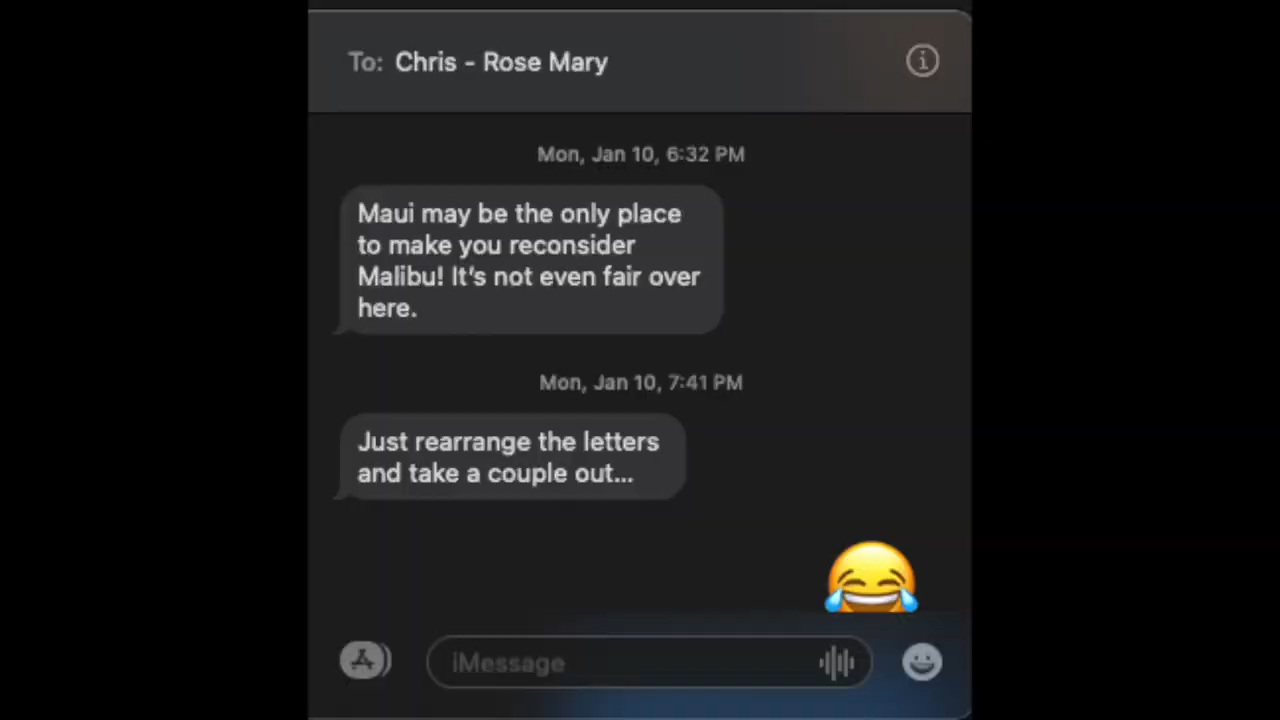 To: Chris - Rose Mary
Mon, Jan 10, 6:32 PM
Maui may be the only place
to make you reconsider
Malibu! It's not even fair over
here.
Mon, Jan 10, 7:41 PM
Just rearrange the letters
and take a couple out...
iMessage